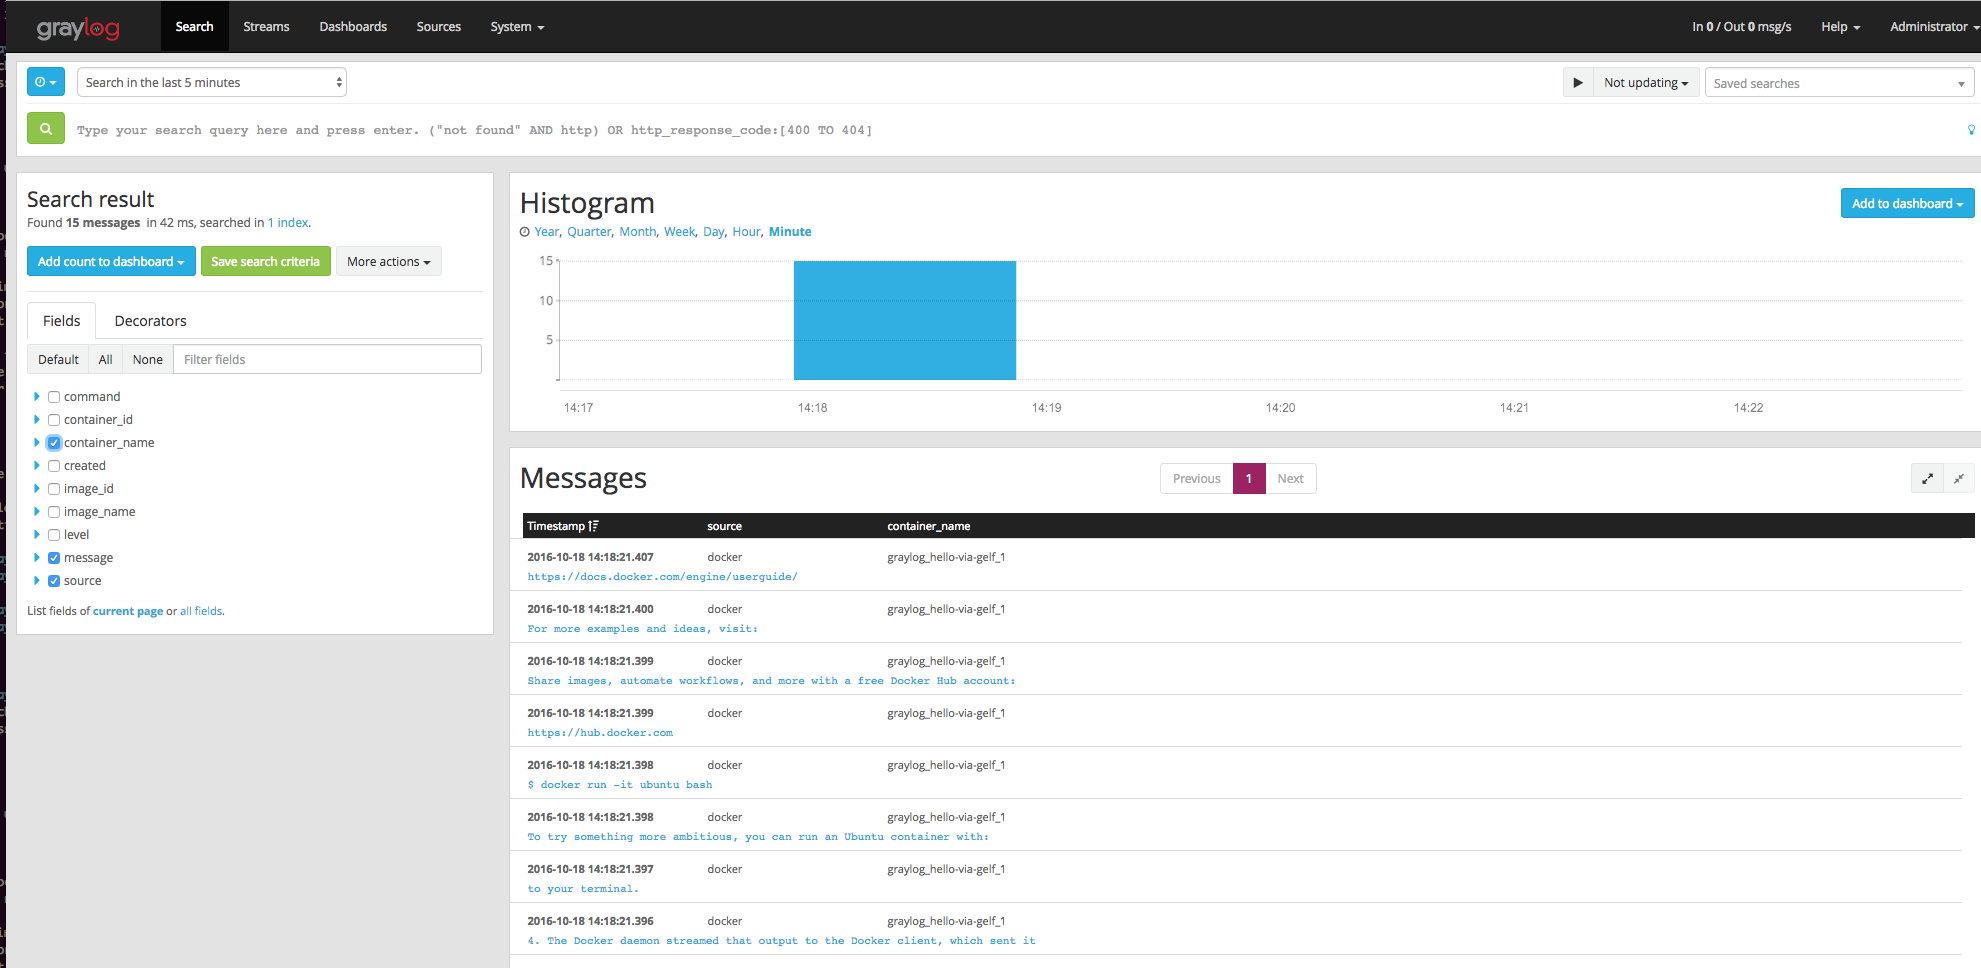 graylog Search Streams Dashboards Sources System In 0 / Out 0 msg/s Help Administrator
Search in the last 5 minutes Not updating Saved searches
Type your search query here and press enter. ("not found" AND http) OR http_response_code:[400 TO 404]
Search result
Found 15 messages in 42 ms, searched in 1 index.
Add count to dashboard Save search criteria More actions
Fields Decorators
Default All None Filter fields
command
container_id
container_name
created
image_id
image_name
level
message
source
List fields of current page or all fields.
Histogram
Add to dashboard
Year, Quarter, Month, Week, Day, Hour, Minute
15
10
5
14:17 14:18 14:19 14:20 14:21 14:22
Messages
Previous 1 Next
Timestamp source container_name
2016-10-18 14:18:21.407 docker graylog_hello-via-gelf_1
https://docs.docker.com/engine/userguide/
2016-10-18 14:18:21.400 docker graylog_hello-via-gelf_1
For more examples and ideas, visit:
2016-10-18 14:18:21.399 docker graylog_hello-via-gelf_1
Share images, automate workflows, and more with a free Docker Hub account:
2016-10-18 14:18:21.399 docker graylog_hello-via-gelf_1
https://hub.docker.com
2016-10-18 14:18:21.398 docker graylog_hello-via-gelf_1
$ docker run -it ubuntu bash
2016-10-18 14:18:21.398 docker graylog_hello-via-gelf_1
To try something more ambitious, you can run an Ubuntu container with:
2016-10-18 14:18:21.397 docker graylog_hello-via-gelf_1
to your terminal.
2016-10-18 14:18:21.396 docker graylog_hello-via-gelf_1
4. The Docker daemon streamed that output to the Docker client, which sent it